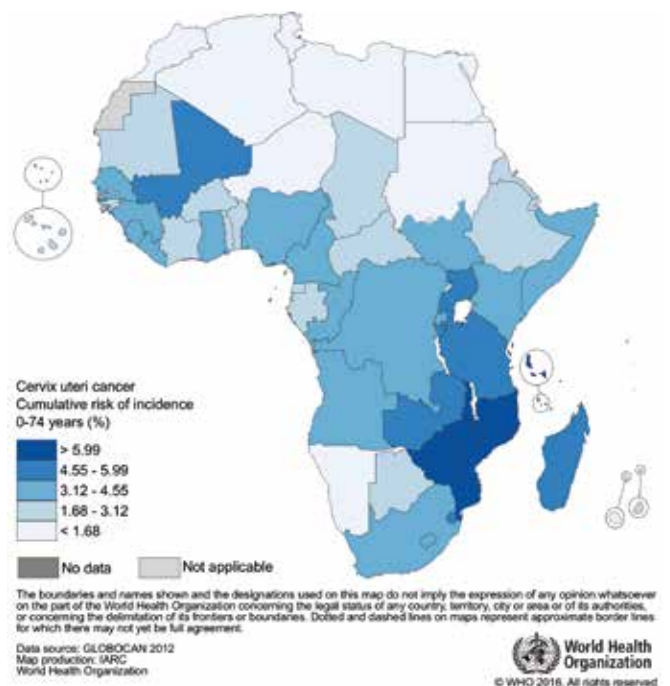 Cervix uteri cancer
Cumulative risk of incidence
0-74 years (%)
> 5.99
4.55 - 5.99
3.12 - 4.55
1.68 - 3.12
< 1.68
No data
Not applicable
The boundaries and names shown and the designations used on this map do not imply the expression of any opinion whatsoever
on the part of the World Health Organization concerning the legal status of any country, territory, city or area or of its authorities,
or concerning the delimitation of its frontiers or boundaries. Dotted and dashed lines on maps represent approximate border lines
for which there may not yet be full agreement.
Data source: GLOBOCAN 2012
Map production: IARC
World Health Organization
World Health
Organization
© WHO 2016. All rights reserved